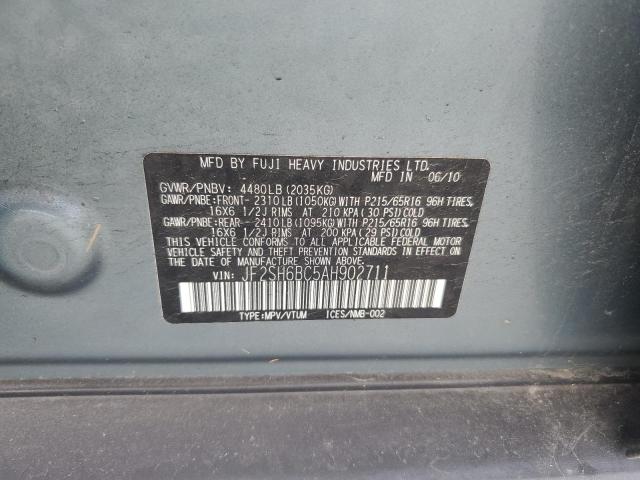 MFD BY FUJI HEAVY INDUSTRIES LTD.
MFD. IN 06/10
GVWR/PNBV: 4480LB (2035KG)
GAWR/PNBE:FRONT- 2310LB(1050KG)WITH P215/65R16 96H TIRES,
16X6 1/2J RIMS AT 210 KPA(30 PSI)COLD
GAWR/PNBE:REAR- 2410LB(1095KG)WITH P215/65R16 96H TIRES,
16X6 1/2J RIMS AT 200 KPA(29 PSI)COLD
THIS VEHICLE CONFORMS TO ALL APPLICABLE FEDERAL MOTOR
VEHICLE SAFETY AND THEFT PREVENTION STANDARDS IN EFFECT ON
THE DATE OF MANUFACTURE SHOWN ABOVE.
VIN: JF2SH6BC5AH902711
TYPE:MPV/VTUM ICES/NMB-002